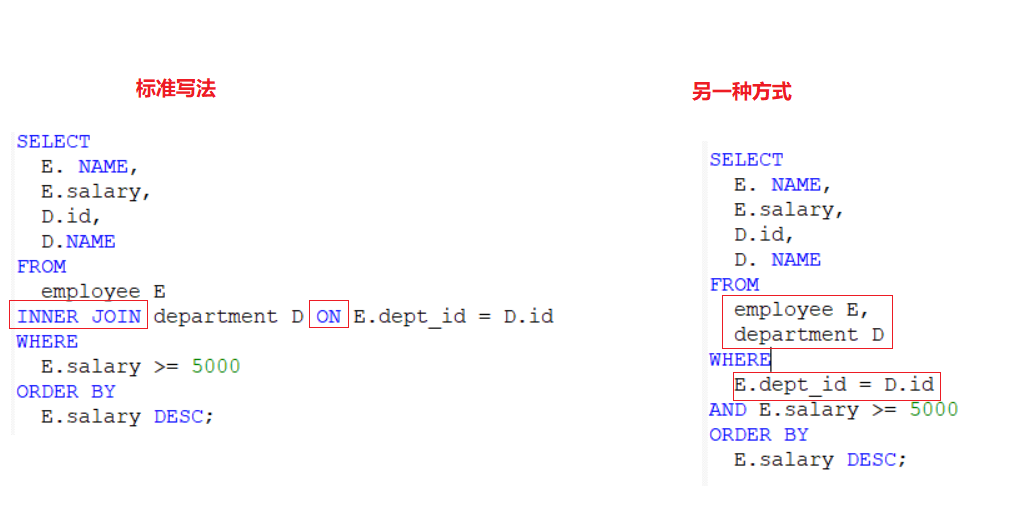 标准写法
SELECT
E. NAME,
E.salary,
D.id,
D.NAME
FROM
employee E
INNER JOIN department D ON E.dept_id = D.id
WHERE
E.salary >= 5000
ORDER BY
E.salary DESC;
另一种方式
SELECT
E. NAME,
E.salary,
D.id,
D. NAME
FROM
employee E,
department D
WHERE
E.dept_id = D.id
AND E.salary >= 5000
ORDER BY
E.salary DESC;